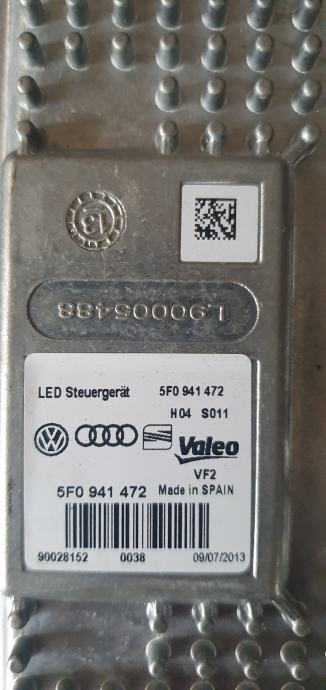 13
L90005488
LED Steuergerät 5F0 941 472
H04 S011
Valeo
VF2
5F0 941 472 Made in SPAIN
90028152 0038 09/07/2013